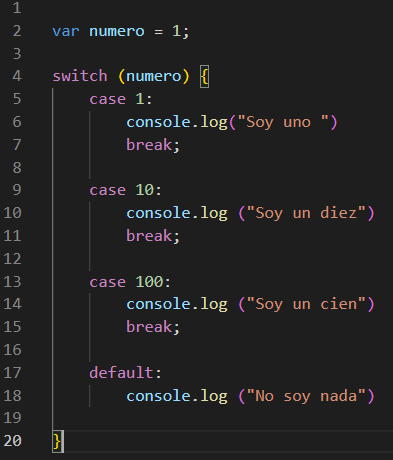 1
2 var numero = 1;
3
4 switch (numero) {
5 case 1:
6 console.log("Soy uno ")
7 break;
8
9 case 10:
10 console.log ("Soy un diez")
11 break;
12
13 case 100:
14 console.log ("Soy un cien")
15 break;
16
17 default:
18 console.log ("No soy nada")
19
20 }